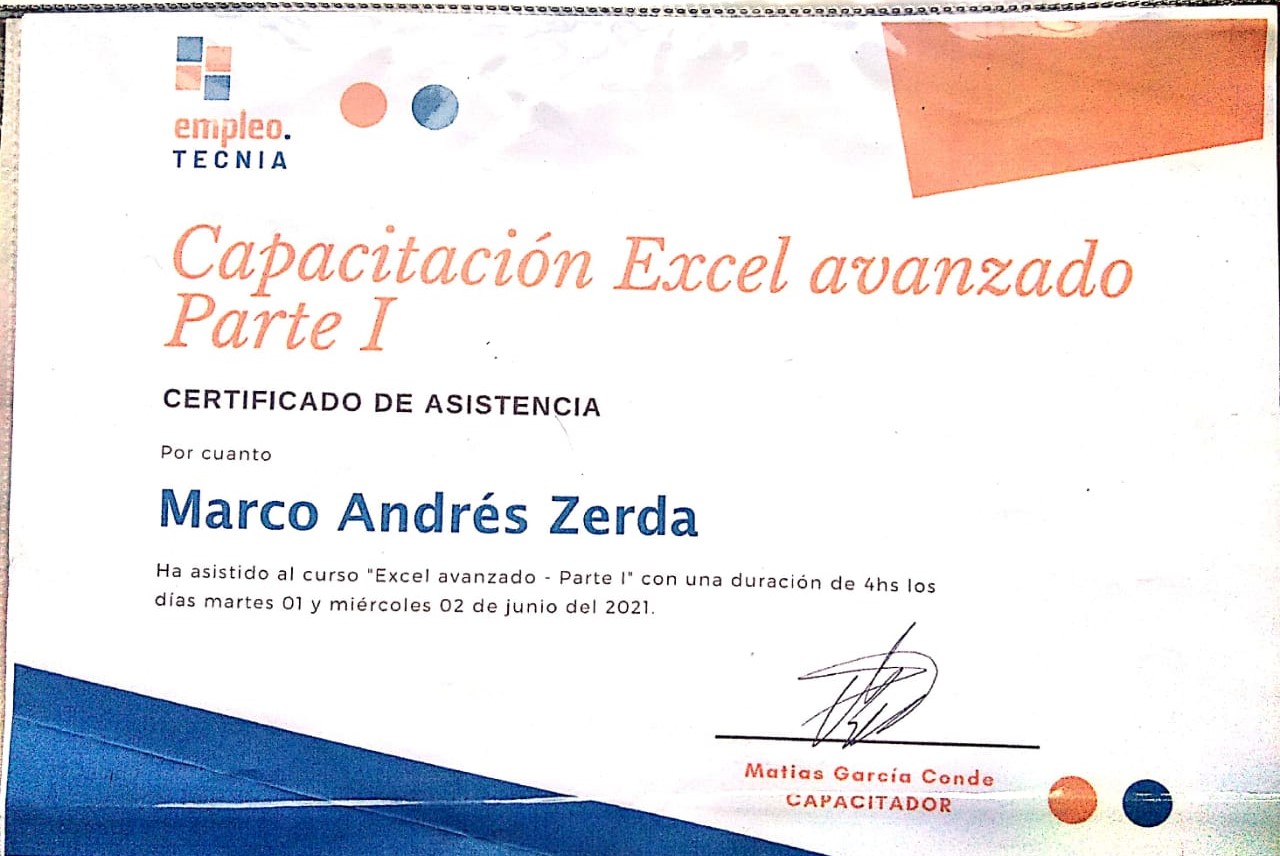 empleo.
TECNIA
Capacitación Excel avanzado
Parte I
CERTIFICADO DE ASISTENCIA
Por cuanto
Marco Andrés Zerda
Ha asistido al curso "Excel avanzado - Parte I" con una duración de 4hs los
días martes 01 y miércoles 02 de junio del 2021.
Matias García Conde
CAPACITADOR